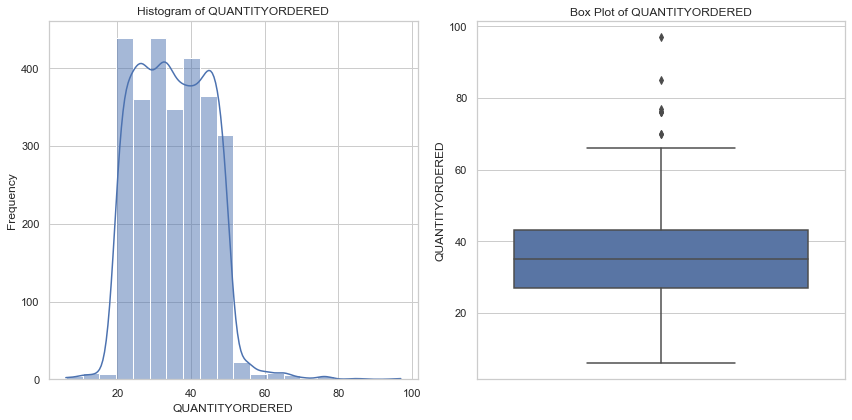 Histogram of QUANTITYORDERED
400
300
200
100
0
Frequency
20 40 60 80 100
QUANTITYORDERED
Box Plot of QUANTITYORDERED
100
80
60
40
20
QUANTITYORDERED